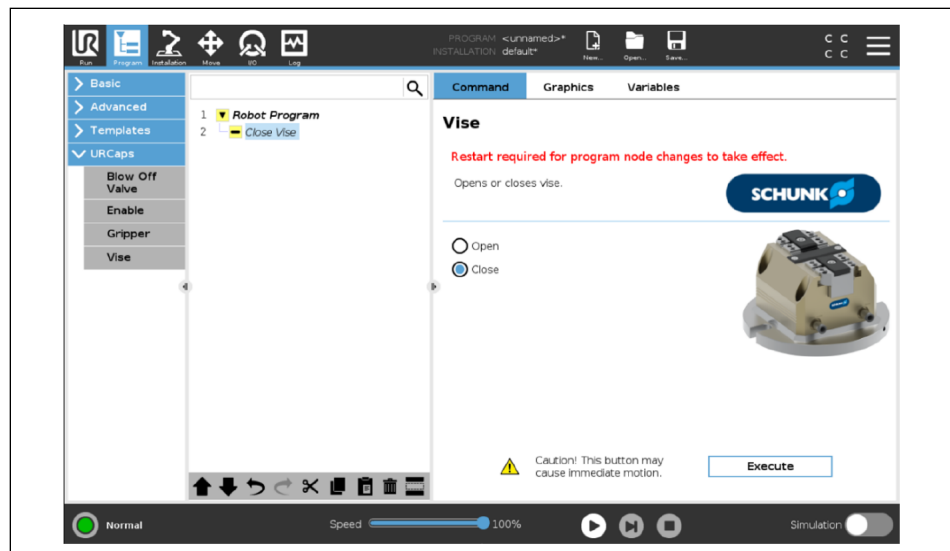 PROGRAM <unnamed>*
INSTALLATION default*
Run Program Installation Move I/O Log
New... Open... Save...
C C
C C
Basic
Advanced
Templates
URCaps
Blow Off
Valve
Enable
Gripper
Vise
1 Robot Program
2 Close Vise
Command Graphics Variables
Vise
Restart required for program node changes to take effect.
Opens or closes vise.
SCHUNK
Open
Close
SCHUNK
Caution! This button may
cause immediate motion.
Execute
Normal
Speed 100%
Simulation